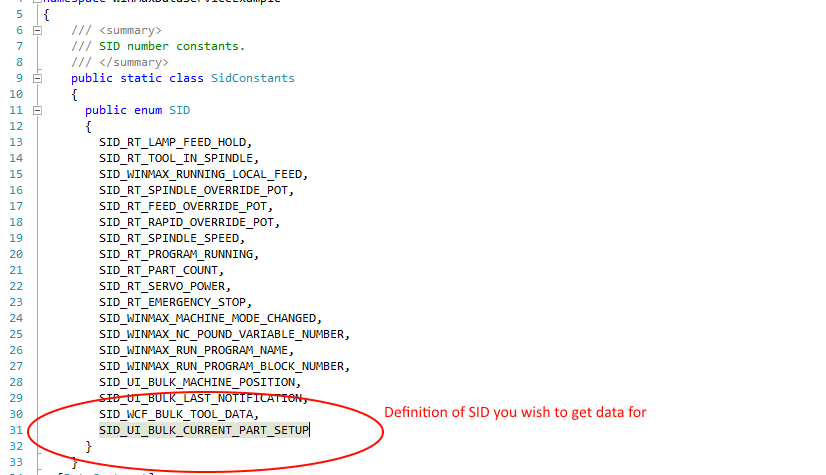 namespace WinMaxDataServiceExample
5 {
6 /// <summary>
7 /// SID number constants.
8 /// </summary>
9 public static class SidConstants
10 {
11 public enum SID
12 {
13 SID_RT_LAMP_FEED_HOLD,
14 SID_RT_TOOL_IN_SPINDLE,
15 SID_WINMAX_RUNNING_LOCAL_FEED,
16 SID_RT_SPINDLE_OVERRIDE_POT,
17 SID_RT_FEED_OVERRIDE_POT,
18 SID_RT_RAPID_OVERRIDE_POT,
19 SID_RT_SPINDLE_SPEED,
20 SID_RT_PROGRAM_RUNNING,
21 SID_RT_PART_COUNT,
22 SID_RT_SERVO_POWER,
23 SID_RT_EMERGENCY_STOP,
24 SID_WINMAX_MACHINE_MODE_CHANGED,
25 SID_WINMAX_NC_POUND_VARIABLE_NUMBER,
26 SID_WINMAX_RUN_PROGRAM_NAME,
27 SID_WINMAX_RUN_PROGRAM_BLOCK_NUMBER,
28 SID_UI_BULK_MACHINE_POSITION,
29 SID_UI_BULK_LAST_NOTIFICATION,
30 SID_WCF_BULK_TOOL_DATA,
Definition of SID you wish to get data for
31 SID_UI_BULK_CURRENT_PART_SETUP
32 }
33 }